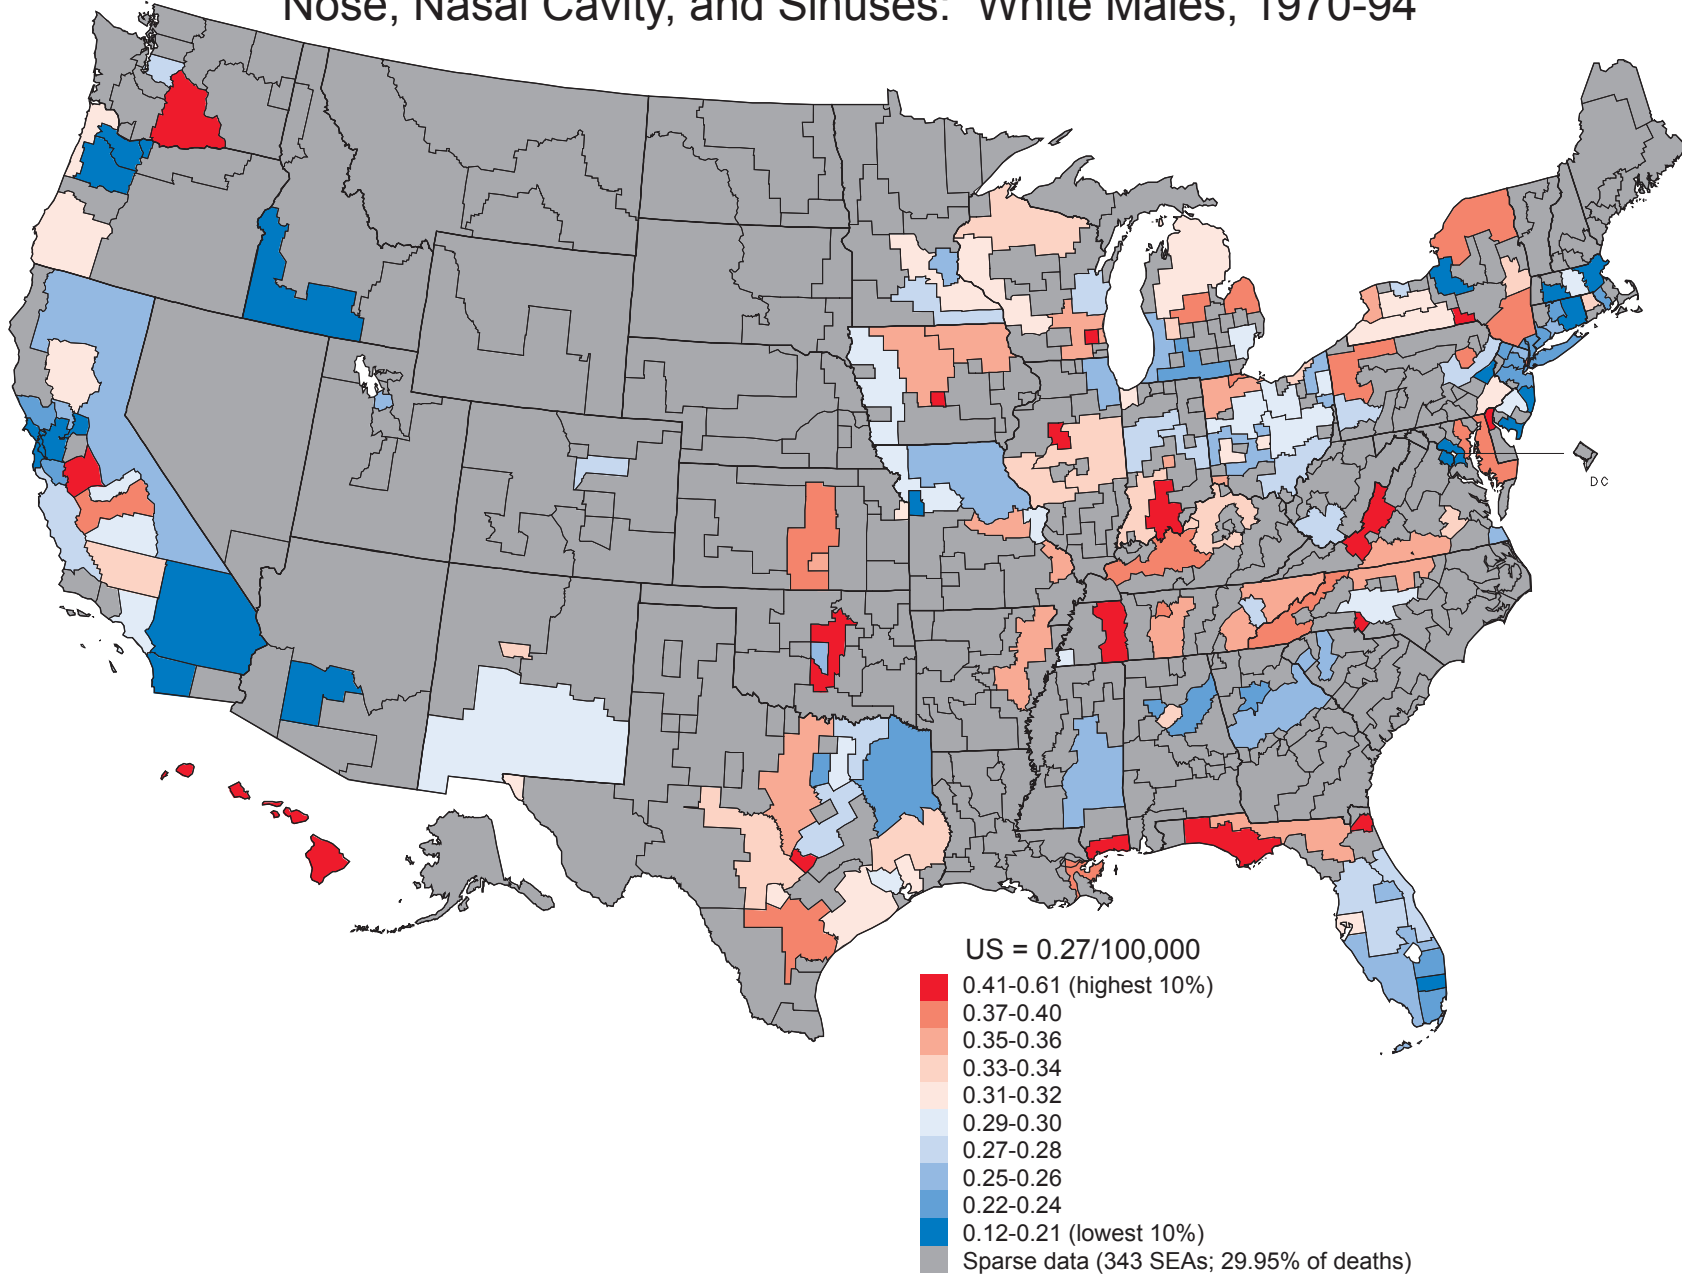 Nose, Nasal Cavity, and Sinuses: White Males, 1970-94
DC
US = 0.27/100,000
0.41-0.61 (highest 10%)
0.37-0.40
0.35-0.36
0.33-0.34
0.31-0.32
0.29-0.30
0.27-0.28
0.25-0.26
0.22-0.24
0.12-0.21 (lowest 10%)
Sparse data (343 SEAs; 29.95% of deaths)